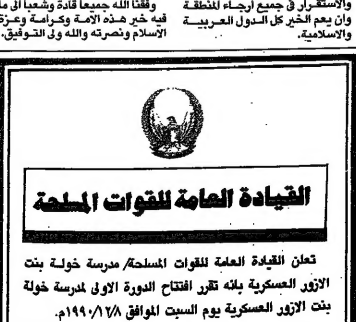 والاستقرار في جميع أرجاء المنطقة
وان يعم الخير كل الدول العربية
والاسلامية.
وفقنا الله جميعا قادة وشعبا الى ما
فيه خير هذه الامة وكرامة وعزة
الاسلام ونصرته والله ولي التوفيق.
القيادة العامة للقوات المسلحة
تعلن القيادة العامة للقوات المسلحة/ مدرسة خولة بنت
الازور العسكرية بانه تقرر افتتاح الدورة الاولى لمدرسة خولة
بنت الازور العسكرية يوم السبت الموافق ١٩٩٠/١٢/٨م.